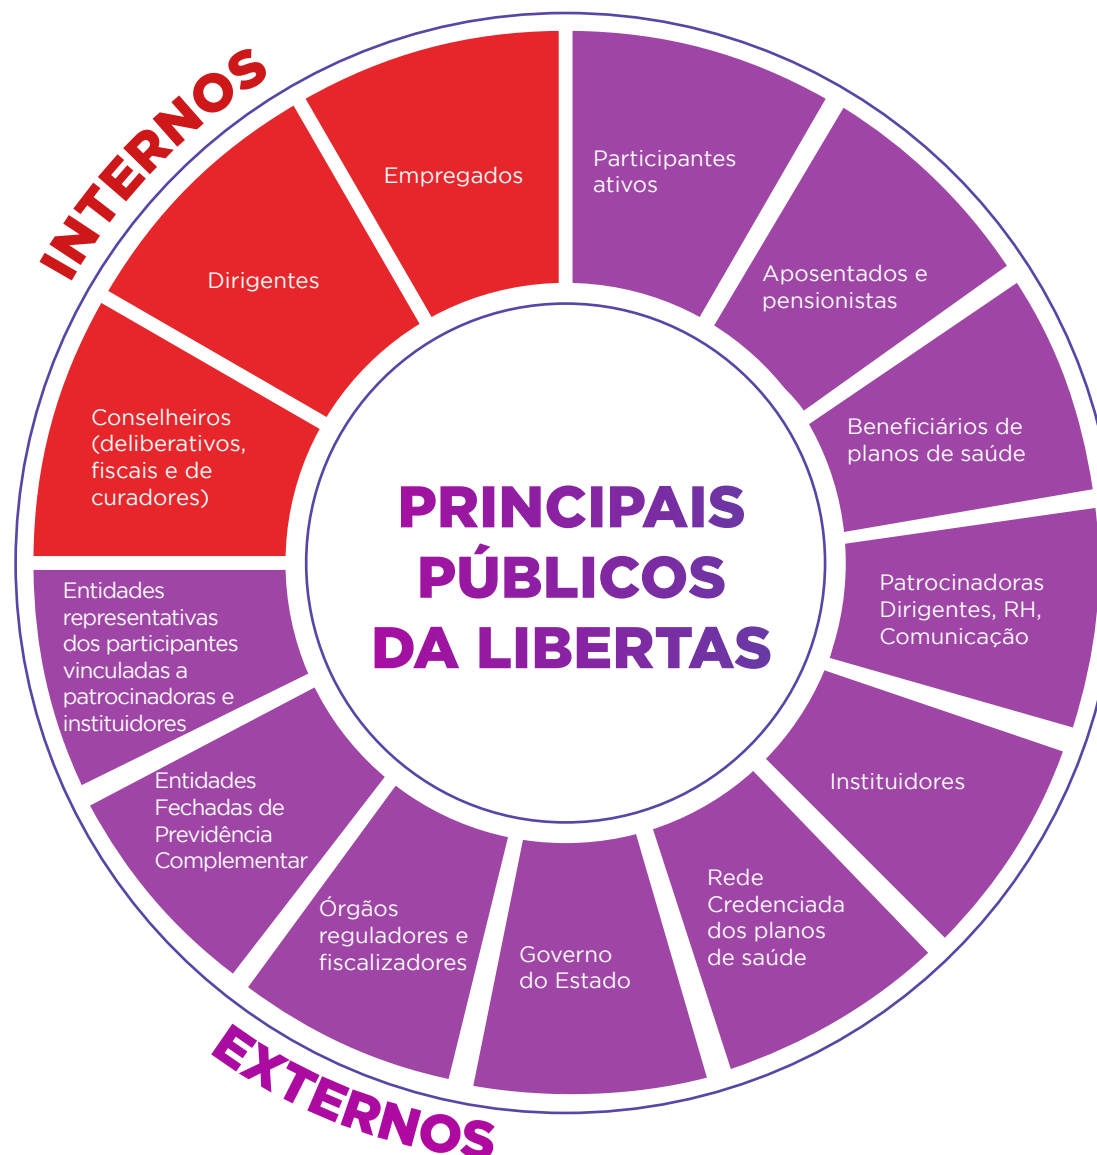 INTERNOS
Empregados
Dirigentes
Conselheiros
(deliberativos,
fiscais e de
curadores)
Participantes
ativos
Aposentados e
pensionistas
Beneficiários de
planos de saúde
Patrocinadoras
Dirigentes, RH,
Comunicação
Instituidores
Rede
Credenciada
dos planos
de saúde
Governo
do Estado
Órgãos
reguladores e
fiscalizadores
Entidades
Fechadas de
Previdência
Complementar
Entidades
representativas
dos participantes
vinculadas a
patrocinadoras e
instituidores
PRINCIPAIS
PÚBLICOS
DA LIBERTAS
EXTERNOS